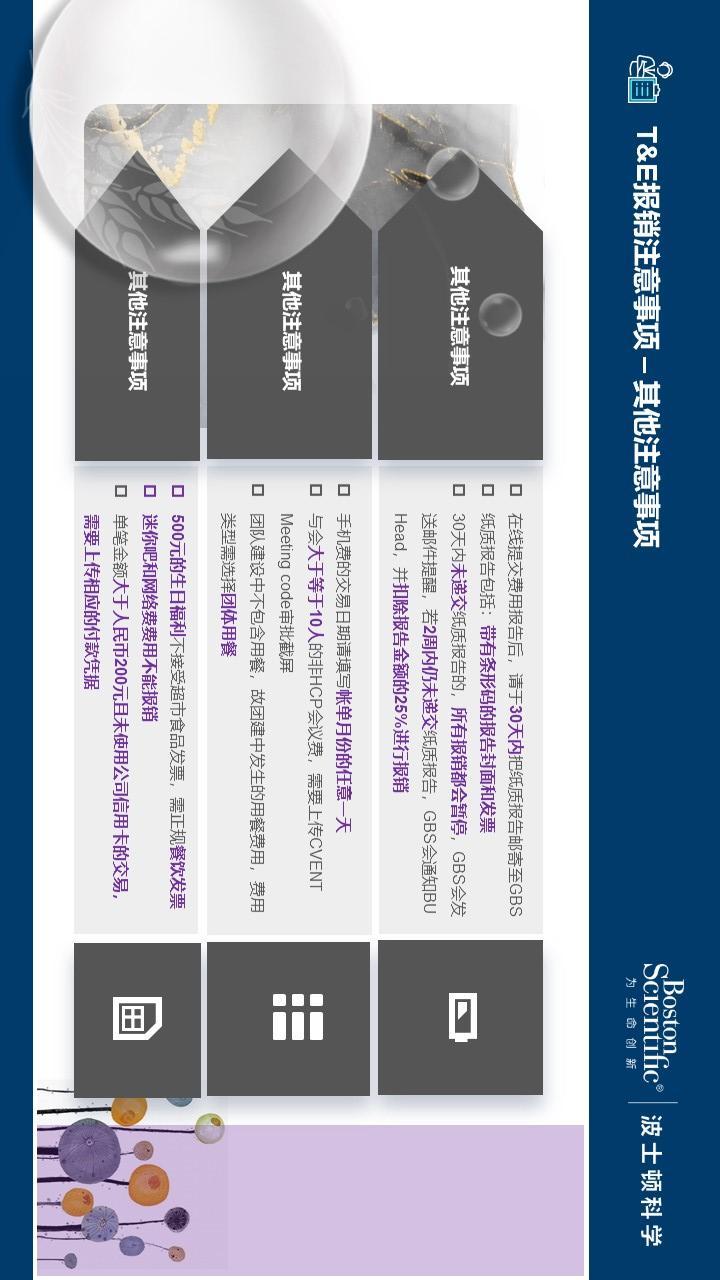 T&E报销注意事项 – 其他注意事项
Boston
Scientific®
为生命创新
波士顿科学
其他注意事项
在线提交费用报告后，请于30天内把纸质报告邮寄至GBS
纸质报告包括：带有条形码的报告封面和发票
30天内未递交纸质报告的，所有报销都会暂停，GBS会发
送邮件提醒，若2周内仍未递交纸质报告，GBS会通知BU
Head，并扣除报告金额的25%进行报销
其他注意事项
手机费的交易日期请填写帐单月份的任意一天
与会大于等于10人的非HCP会议费，需要上传CVENT
Meeting code审批截屏
团队建设中不包含用餐，故团建中发生的用餐费用，费用
类型需选择团体用餐
其他注意事项
500元的生日福利不接受超市食品发票，需正规餐饮发票
迷你吧和网络费费用不能报销
单笔金额大于人民币200元且未使用公司信用卡的交易，
需要上传相应的付款凭据